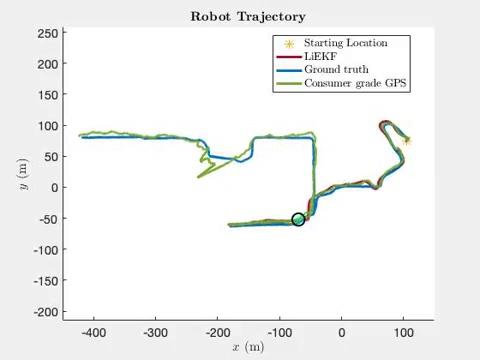 Robot Trajectory
Starting Location
LiEKF
Ground truth
Consumer grade GPS
250
200
150
100
50
0
-50
-100
-150
-200
y (m)
-400 -300 -200 -100 0 100
x (m)